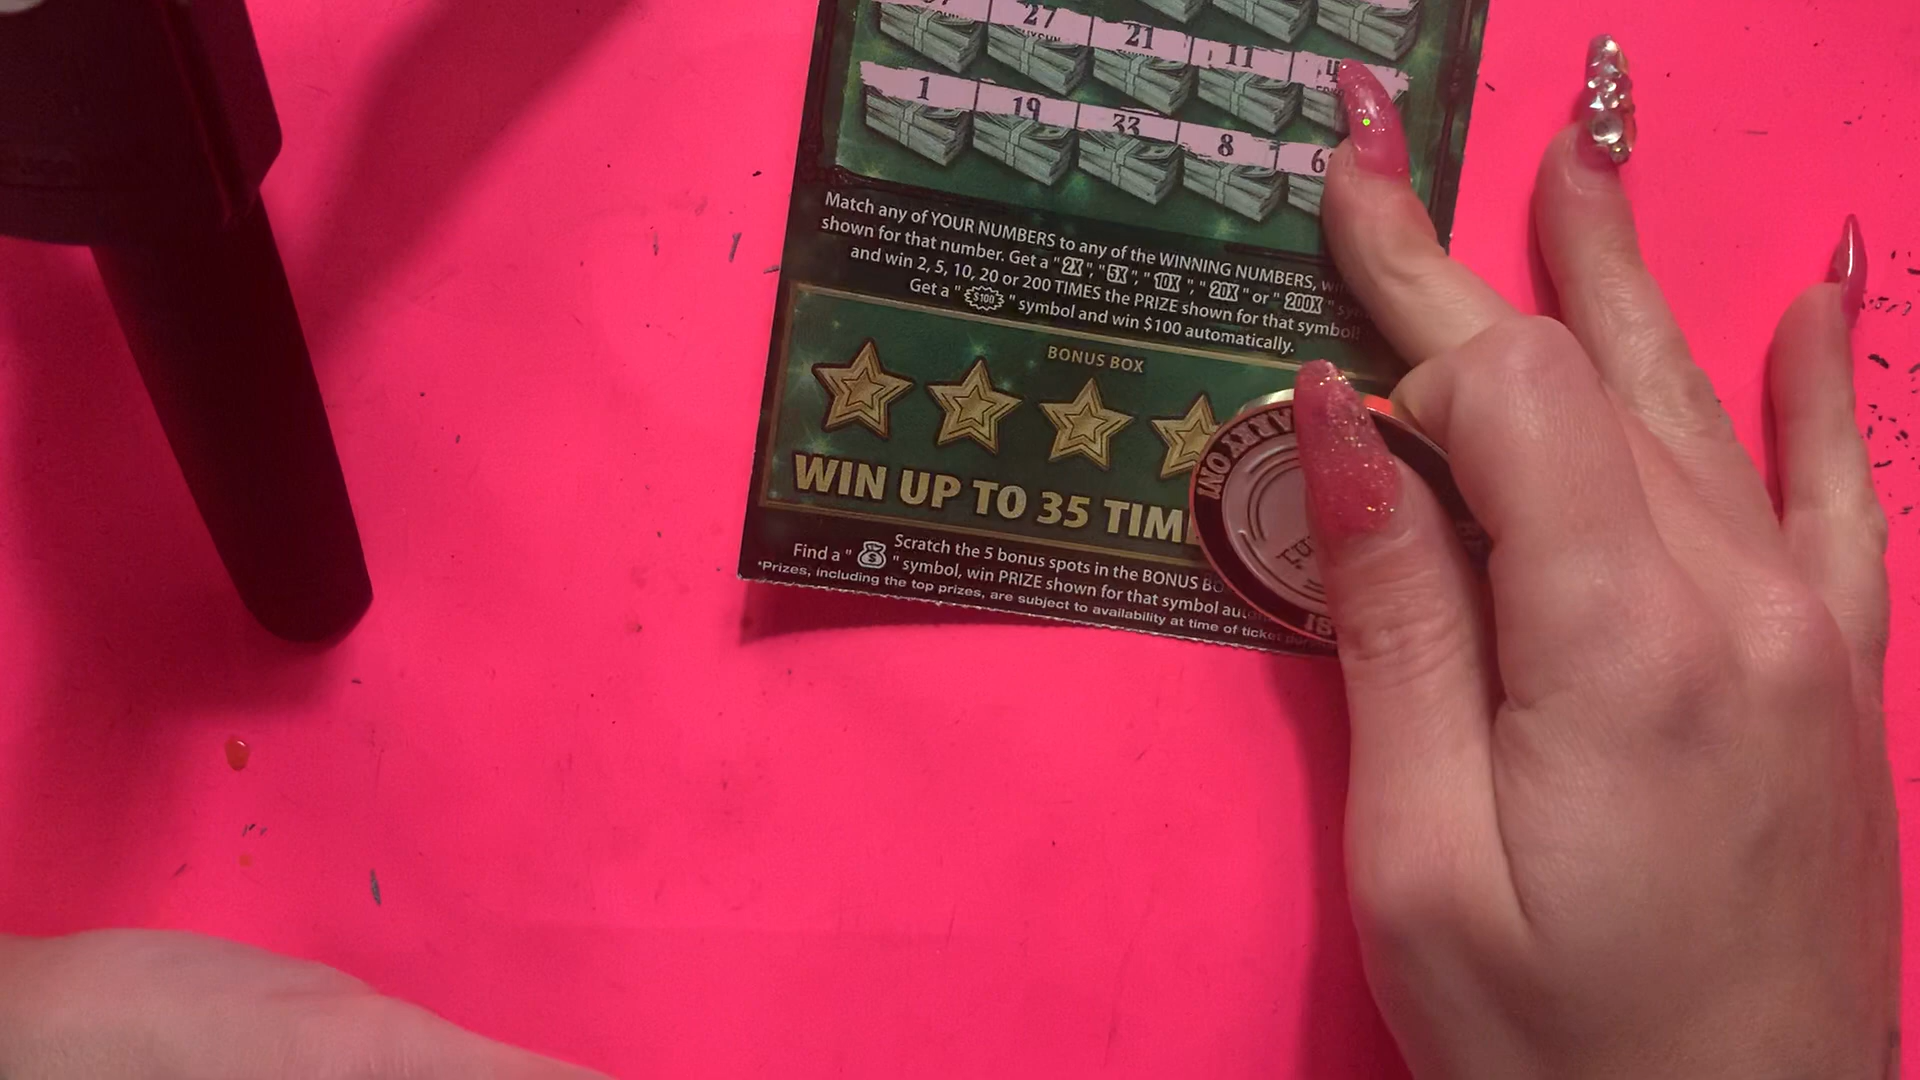 27
21
11
1
19
33
8
Match any of YOUR NUMBERS to any of the WINNING NUMBERS,
shown for that number. Get a "2X", "5X", "10X", "20X" or "200X"
and win 2, 5, 10, 20 or 200 TIMES the PRIZE shown for that symbol!
Get a "$100" symbol and win $100 automatically.
BONUS BOX
WIN UP TO 35
Scratch the 5 bonus spots in the BONUS
Find a " $ " symbol, win PRIZE shown for that symbol
*Prizes, including the top prizes, are subject to availability at time of ticket